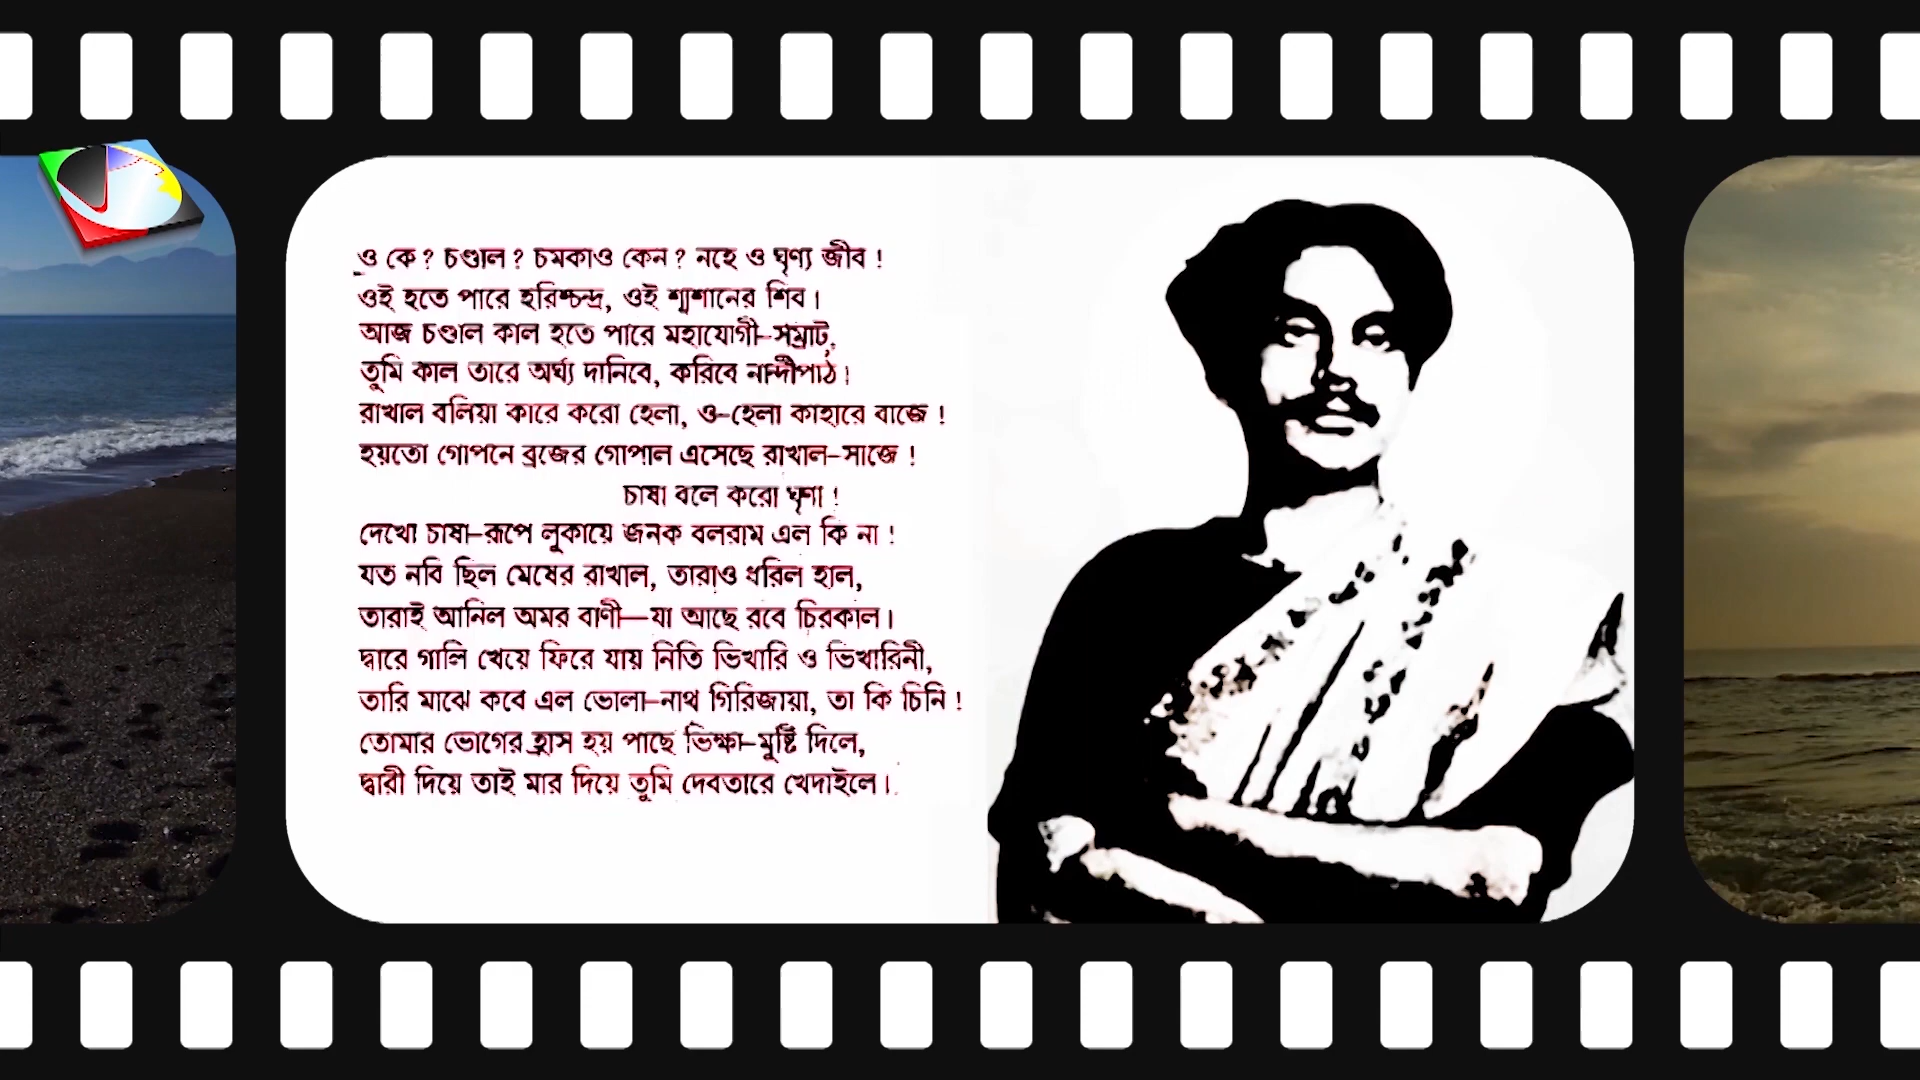 ও কে? চণ্ডাল? চমকাও কেন? নহে ও ঘৃণ্য জীব!
ওই হতে পারে হরিশ্চন্দ্র, ওই শ্মশানের শিব।
আজ চণ্ডাল কাল হতে পারে মহাযোগী–সম্রাট,
তুমি কাল তারে অর্ঘ্য দানিবে, করিবে নান্দীপাঠ।
রাখাল বলিয়া কারে করো হেলা, ও–হেলা কাহারে বাজে!
হয়তো গোপনে ব্রজের গোপাল এসেছে রাখাল–সাজে!
চাষা বলে করো ঘৃণা!
দেখো চাষা–রূপে লুকায়ে জনক বলরাম এল কি না!
যত নবি ছিল মেষের রাখাল, তারাও ধরিল হাল,
তারাই আনিল অমর বাণী—যা আছে রবে চিরকাল।
দ্বারে গালি খেয়ে ফিরে যায় নিতি ভিখারি ও ভিখারিনী,
তারি মাঝে কবে এল ভোলা–নাথ গিরিজায়া, তা কি চিনি!
তোমার ভোগের হ্রাস হয় পাছে ভিক্ষা–মুষ্টি দিলে,
দ্বারী দিয়ে তাই মার দিয়ে তুমি দেবতারে খেদাইলে।